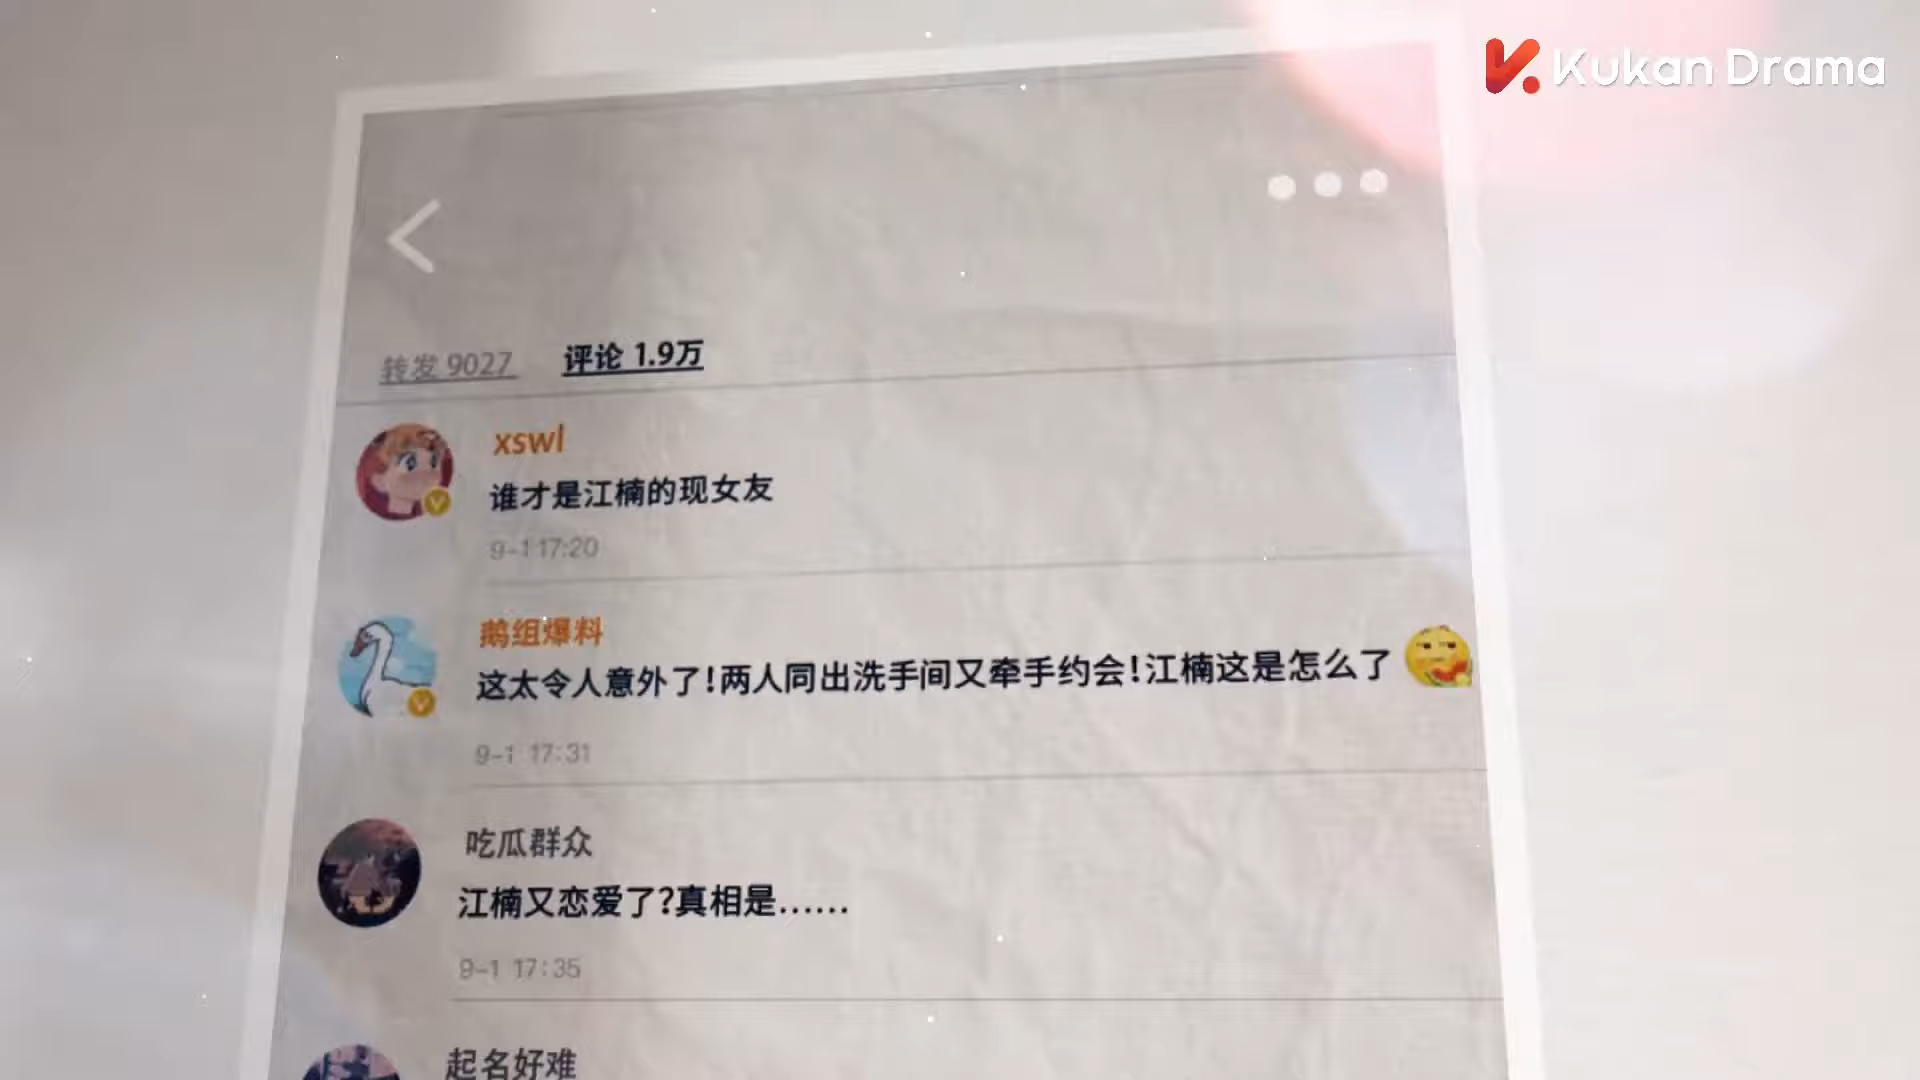 Kukan Drama
转发 9027 评论 1.9万
xswl
谁才是江楠的现女友
9-1 17:20
鹅组爆料
这太令人意外了!两人同出洗手间又牵手约会!江楠这是怎么了
9-1 17:31
吃瓜群众
江楠又恋爱了?真相是......
9-1 17:35
起名好难